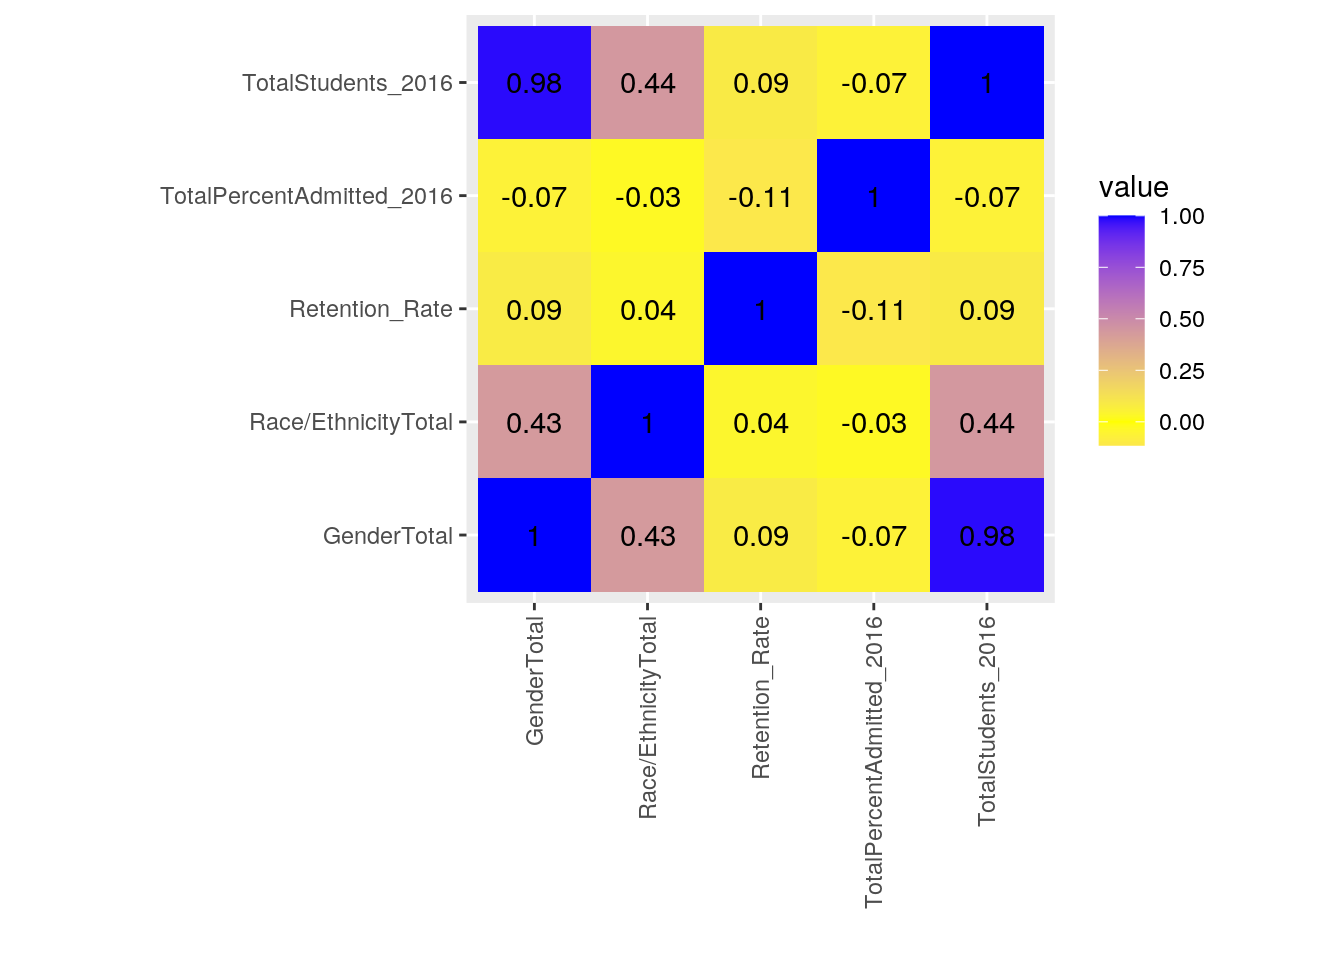 TotalStudents_2016 0.98 0.44 0.09 -0.07 1
TotalPercentAdmitted_2016 -0.07 -0.03 -0.11 1 -0.07
Retention_Rate 0.09 0.04 1 -0.11 0.09
Race/EthnicityTotal 0.43 1 0.04 -0.03 0.44
GenderTotal 1 0.43 0.09 -0.07 0.98
GenderTotal
Race/EthnicityTotal
Retention_Rate
TotalPercentAdmitted_2016
TotalStudents_2016
value
1.00
0.75
0.50
0.25
0.00